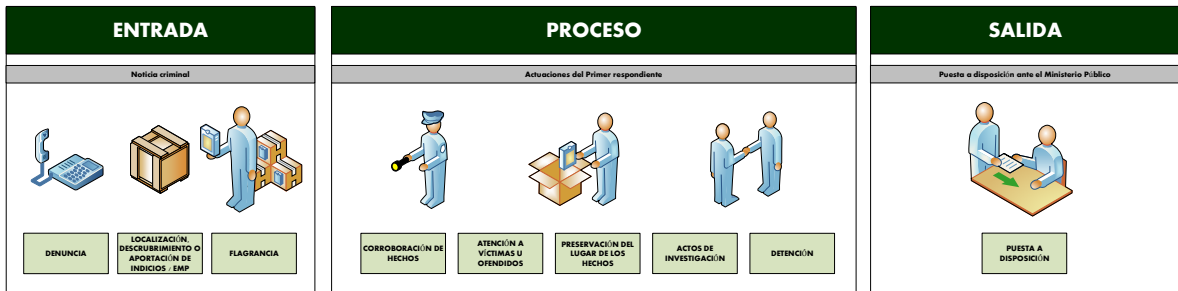 ENTRADA
Noticia criminal
DENUNCIA
LOCALIZACIÓN,
DESCRUBRIMIENTO O
APORTACIÓN DE
INDICIOS / EMP
FLAGRANCIA
PROCESO
Actuaciones del Primer respondiente
CORROBORACIÓN DE
HECHOS
ATENCIÓN A
VÍCTIMAS U
OFENDIDOS
PRESERVACIÓN DEL
LUGAR DE LOS
HECHOS
ACTOS DE
INVESTIGACIÓN
DETENCIÓN
SALIDA
Puesta a disposición ante el Ministerio Público
PUESTA A
DISPOSICIÓN